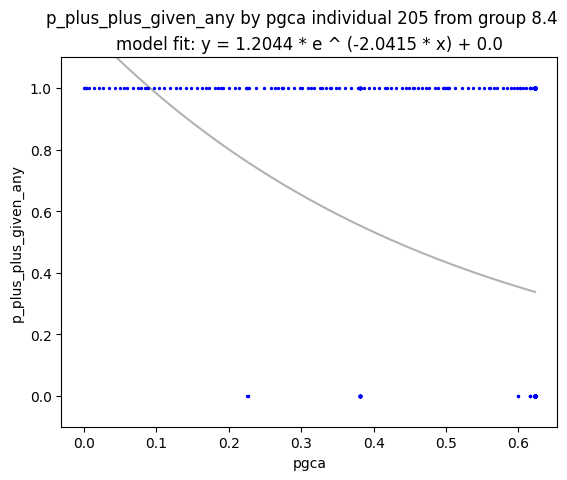 p_plus_plus_given_any by pgca individual 205 from group 8.4
model fit: y = 1.2044 * e ^ (-2.0415 * x) + 0.0
p_plus_plus_given_any
1.0
0.8
0.6
0.4
0.2
0.0
0.0 0.1 0.2 0.3 0.4 0.5 0.6
pgca